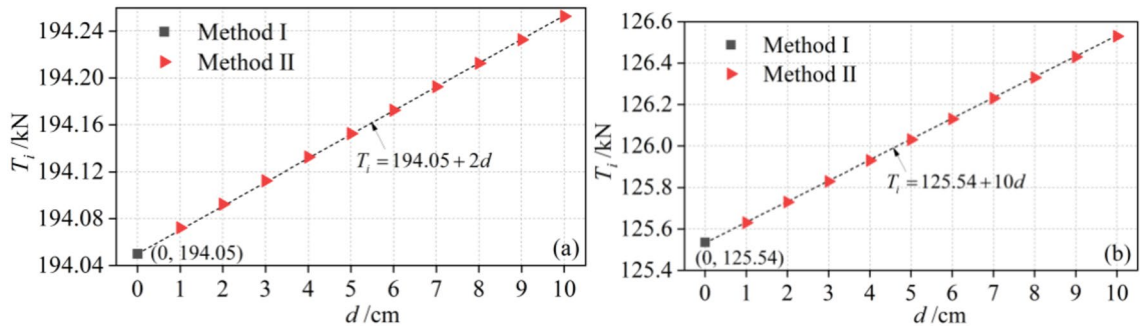 194.24
194.20
194.16
194.12
194.08
194.04
T_i /kN
Method I
Method II
T_i = 194.05 + 2d
(0, 194.05)
(a)
0 1 2 3 4 5 6 7 8 9 10
d /cm
126.6
126.4
126.2
126.0
125.8
125.6
125.4
T_i /kN
Method I
Method II
T_i = 125.54 + 10d
(0, 125.54)
(b)
0 1 2 3 4 5 6 7 8 9 10
d /cm